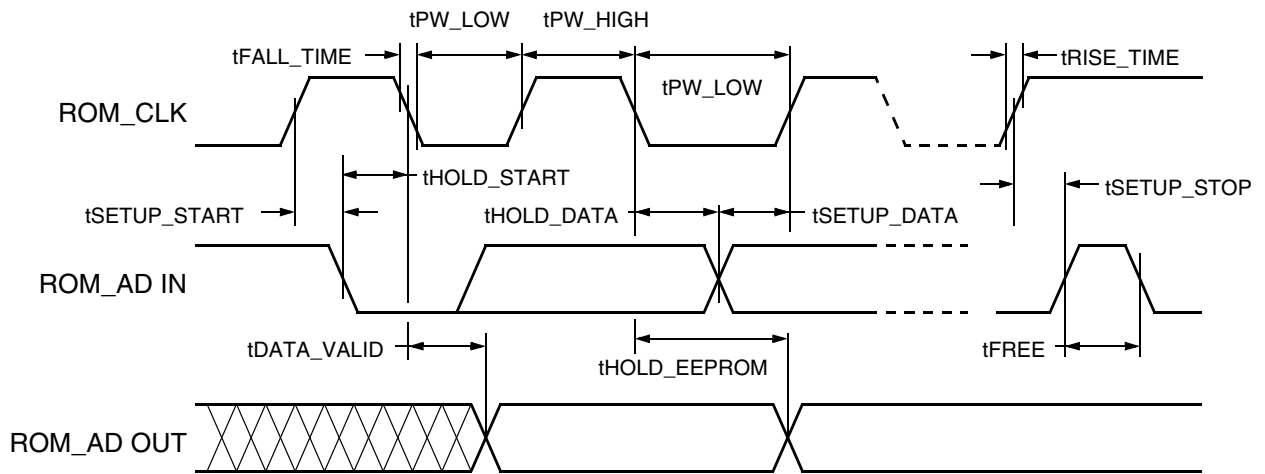 tPW_LOW tPW_HIGH
tFALL_TIME tRISE_TIME
tPW_LOW
ROM_CLK
tHOLD_START
tSETUP_STOP
tSETUP_START tHOLD_DATA tSETUP_DATA
ROM_AD IN
tDATA_VALID tFREE
tHOLD_EEPROM
ROM_AD OUT